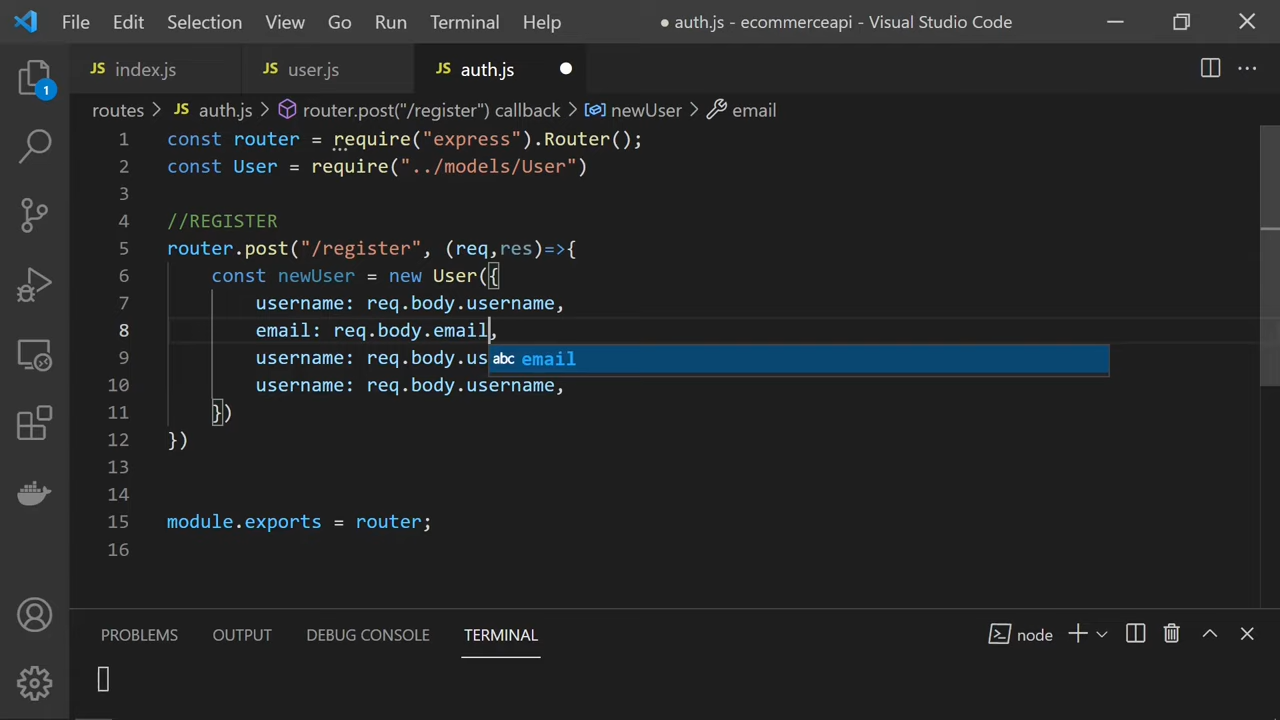 File Edit Selection View Go Run Terminal Help ● auth.js - ecommerceapi - Visual Studio Code
JS index.js JS user.js JS auth.js
1
routes > JS auth.js > router.post("/register") callback > newUser > email
1 const router = require("express").Router();
2 const User = require("../models/User")
3
4 //REGISTER
5 router.post("/register", (req,res)=>{
6 const newUser = new User({
7 username: req.body.username,
8 email: req.body.email,
9 username: req.body.us
abc email
10 username: req.body.username,
11 })
12 })
13
14
15 module.exports = router;
16
PROBLEMS OUTPUT DEBUG CONSOLE TERMINAL node